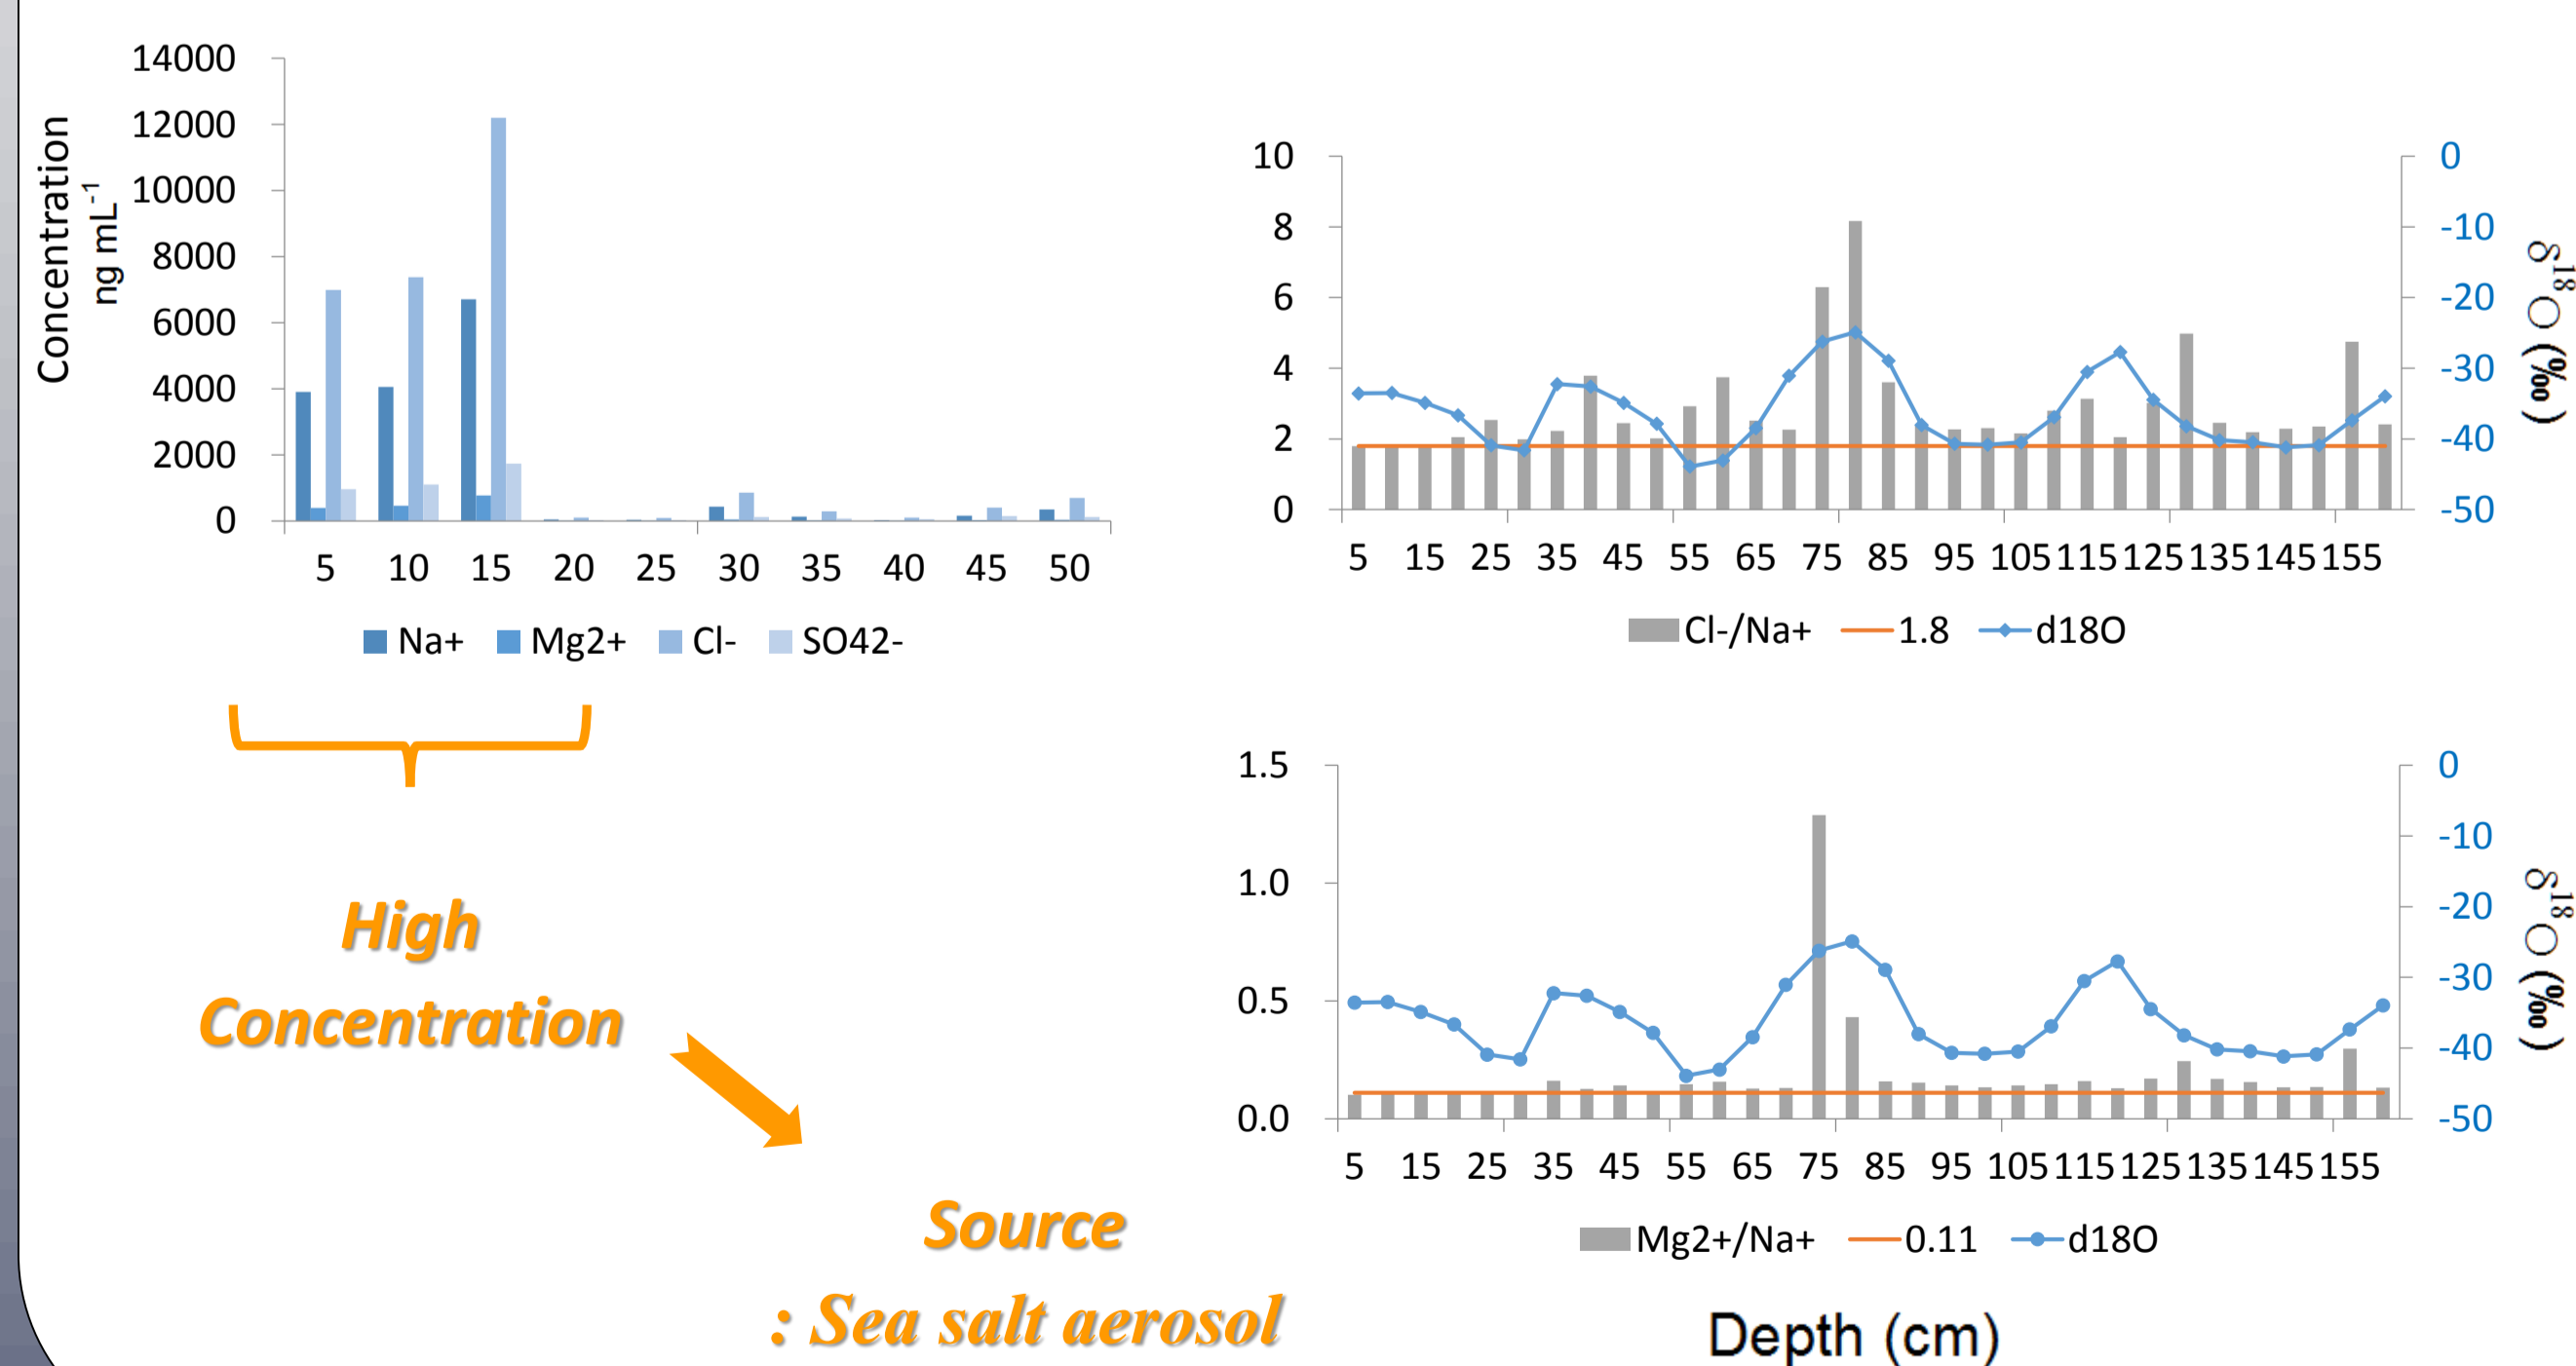 Concentration
ng mL-1
14000
12000
10000
8000
6000
4000
2000
0
5 10 15 20 25 30 35 40 45 50
Na+ Mg2+ Cl- SO42-
High
Concentration
Source
: Sea salt aerosol
10
8
6
4
2
0
0
-10
-20
-30
-40
-50
δ18O (‰)
5 15 25 35 45 55 65 75 85 95 105 115 125 135 145 155
Cl-/Na+ 1.8 d18O
1.5
1.0
0.5
0.0
0
-10
-20
-30
-40
-50
δ18O (‰)
5 15 25 35 45 55 65 75 85 95 105 115 125 135 145 155
Mg2+/Na+ 0.11 d18O
Depth (cm)